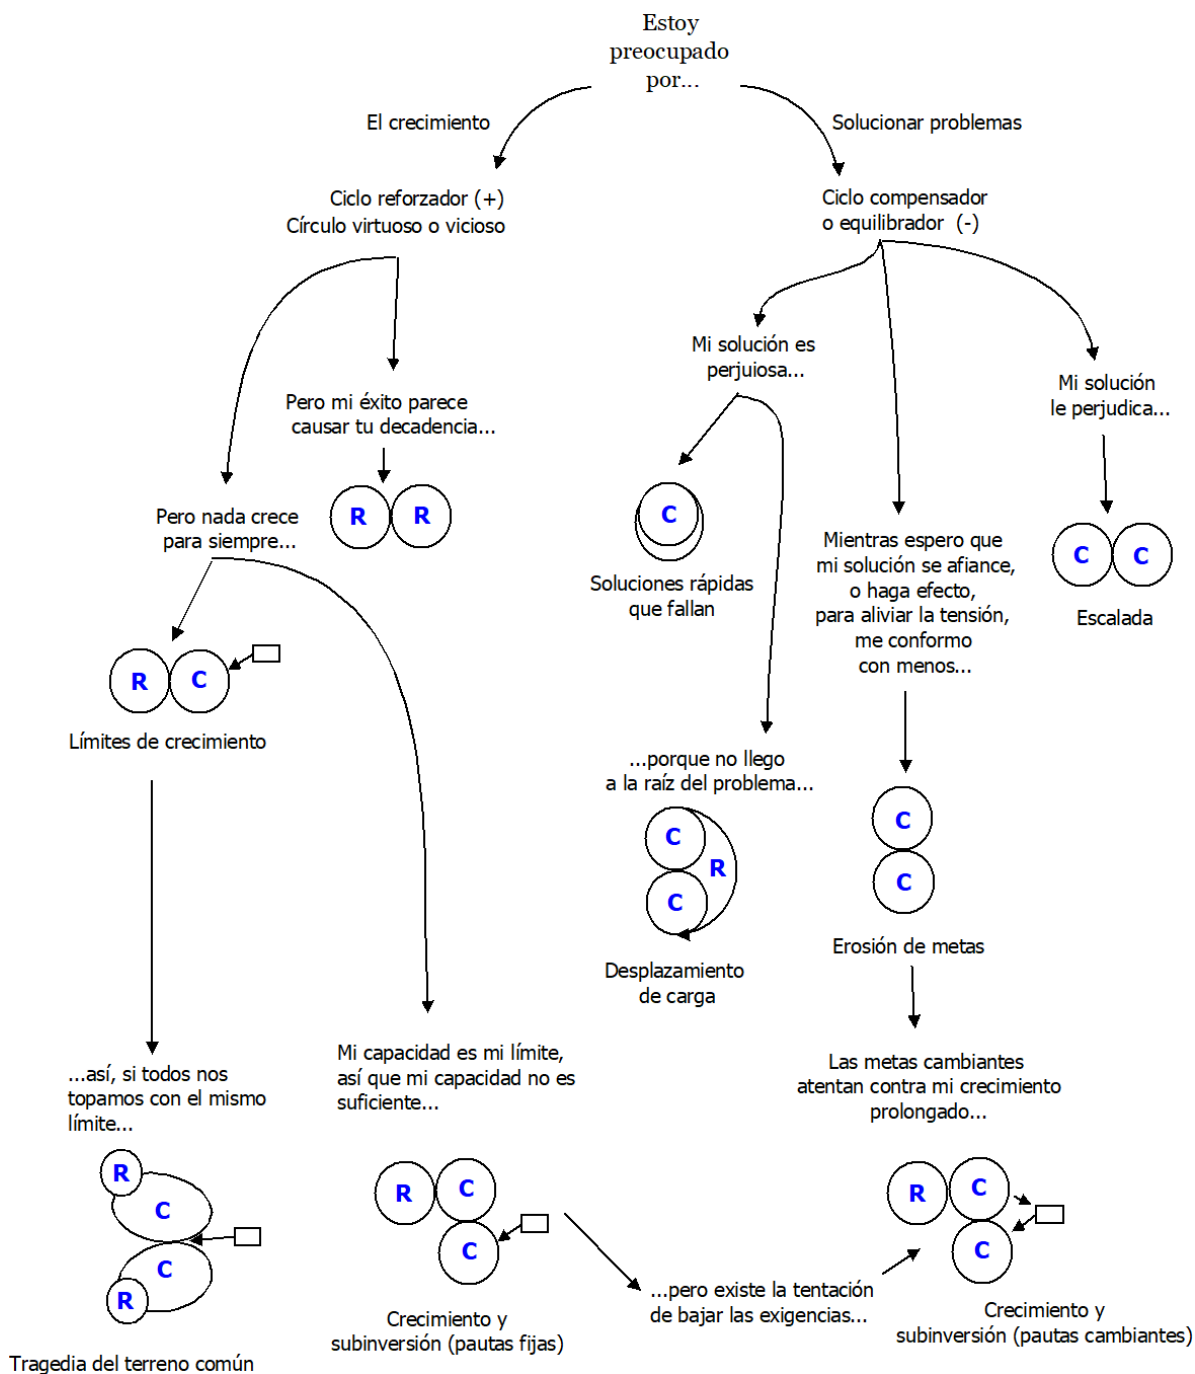 Estoy
preocupado
por...
El crecimiento
Solucionar problemas
Ciclo reforzador (+)
Círculo virtuoso o vicioso
Ciclo compensador
o equilibrador (-)
Mi solución es
perjuiosa...
Mi solución
le perjudica...
Pero mi éxito parece
causar tu decadencia...
R R
Pero nada crece
para siempre...
C
Soluciones rápidas
que fallan
Mientras espero que
mi solución se afiance,
o haga efecto,
para aliviar la tensión,
me conformo
con menos...
C C
Escalada
R C
Límites de crecimiento
...porque no llego
a la raíz del problema...
C
R
C
Desplazamiento
de carga
C
C
Erosión de metas
...así, si todos nos
topamos con el mismo
límite...
Mi capacidad es mi límite,
así que mi capacidad no es
suficiente...
Las metas cambiantes
atentan contra mi crecimiento
prolongado...
R
C
C
R
Tragedia del terreno común
R C
C
Crecimiento y
subinversión (pautas fijas)
...pero existe la tentación
de bajar las exigencias...
R C
C
Crecimiento y
subinversión (pautas cambiantes)